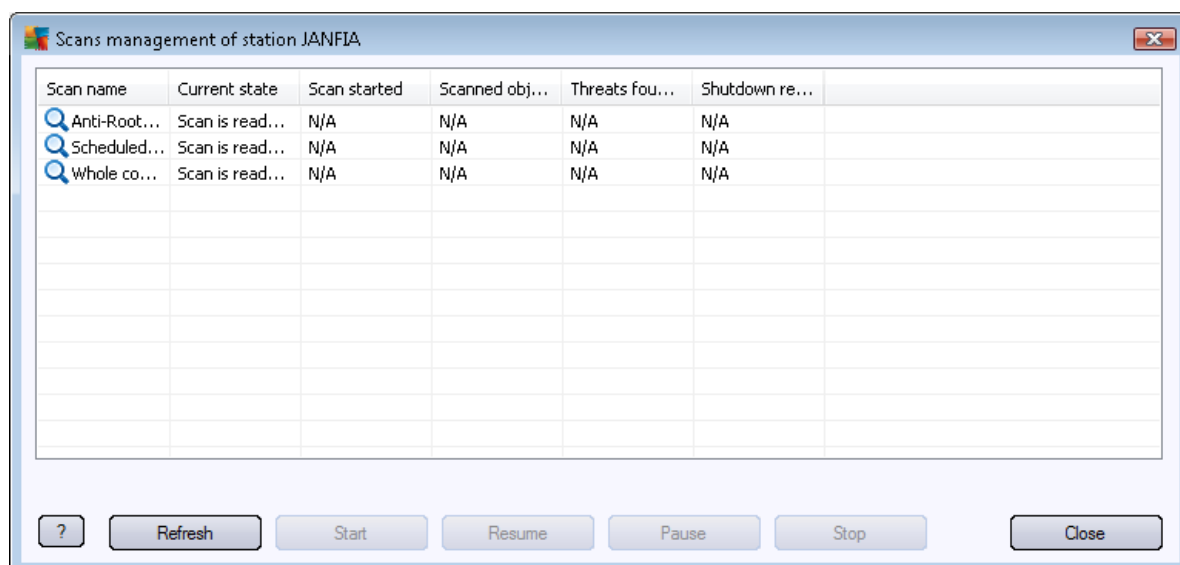 Scans management of station JANFIA
Scan name Current state Scan started Scanned obj... Threats fou... Shutdown re...
Anti-Root... Scan is read... N/A N/A N/A N/A
Scheduled... Scan is read... N/A N/A N/A N/A
Whole co... Scan is read... N/A N/A N/A N/A
? Refresh Start Resume Pause Stop Close